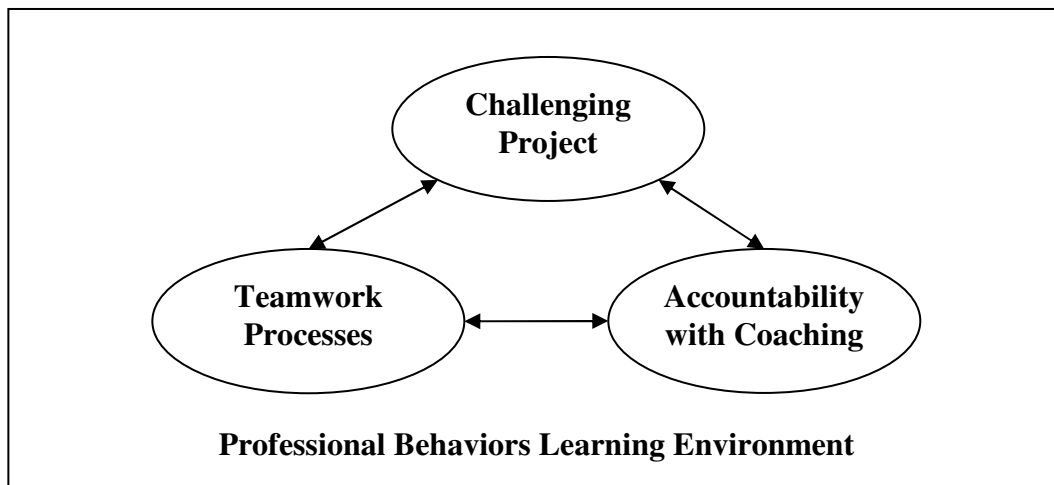 Challenging
Project
Teamwork
Processes
Accountability
with Coaching
Professional Behaviors Learning Environment